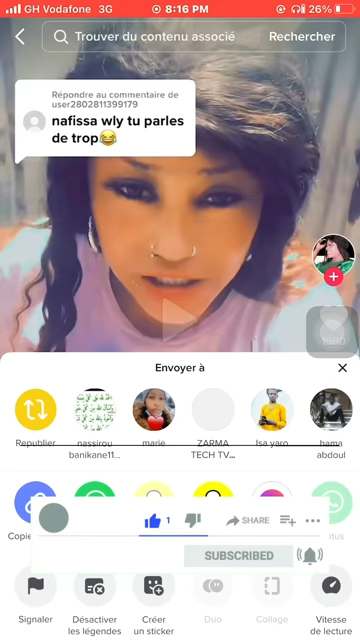 GH Vodafone 3G 8:16 PM 26%
Trouver du contenu associé Rechercher
Répondre au commentaire de
user2802811399179
nafissa wly tu parles
de trop😂
1980
Envoyer à
Republier
nassirou
banikane11...
marie
ZARMA
TECH TV...
Isa yaro
hama
abdoul
1
SHARE
SUBSCRIBED
Signaler
Désactiver
les légendes
Créer
un sticker
Duo
Collage
Vitesse
de lecture